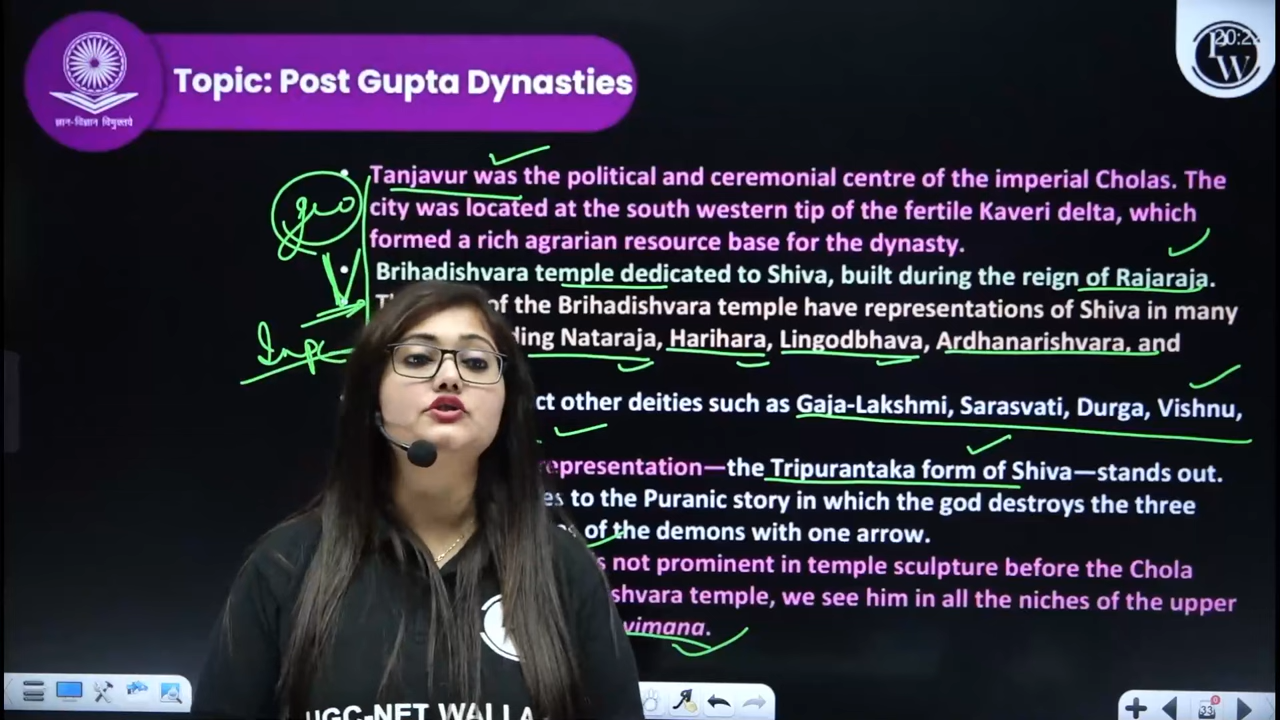 ज्ञान-विज्ञान विमुक्तये
Topic: Post Gupta Dynasties
20:2
PW
geo
Tanjavur was the political and ceremonial centre of the imperial Cholas. The
city was located at the south western tip of the fertile Kaveri delta, which
formed a rich agrarian resource base for the dynasty.
Brihadishvara temple dedicated to Shiva, built during the reign of Rajaraja.
of the Brihadishvara temple have representations of Shiva in many
Nataraja, Harihara, Lingodbhava, Ardhanarishvara, and
other deities such as Gaja-Lakshmi, Sarasvati, Durga, Vishnu,
representation—the Tripurantaka form of Shiva—stands out.
to the Puranic story in which the god destroys the three
of the demons with one arrow.
not prominent in temple sculpture before the Chola
temple, we see him in all the niches of the upper
vimana.
UGC-NET WALLA
33